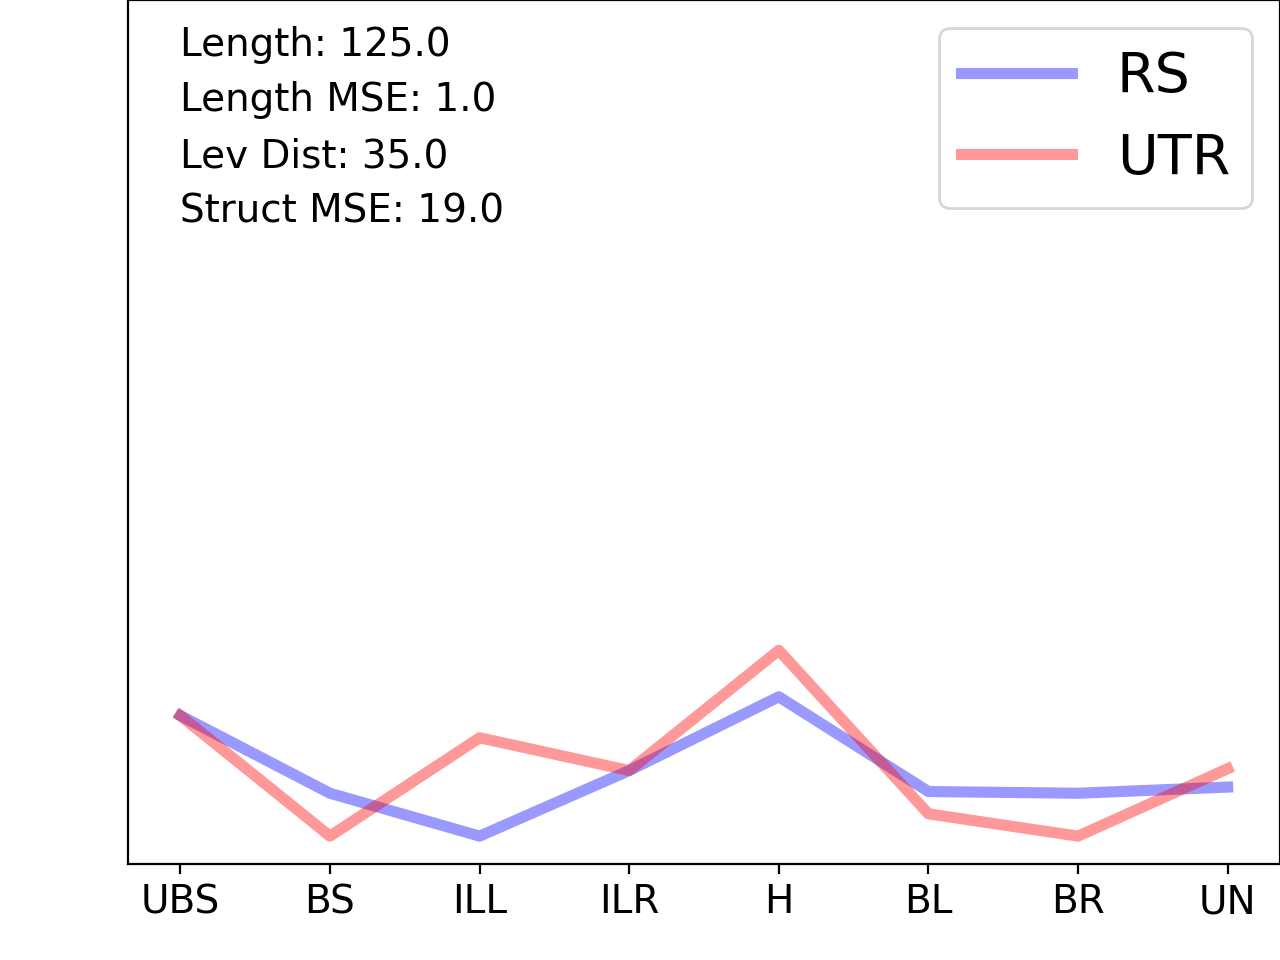 Length: 125.0
Length MSE: 1.0
Lev Dist: 35.0
Struct MSE: 19.0
RS
UTR
UBS BS ILL ILR H BL BR UN